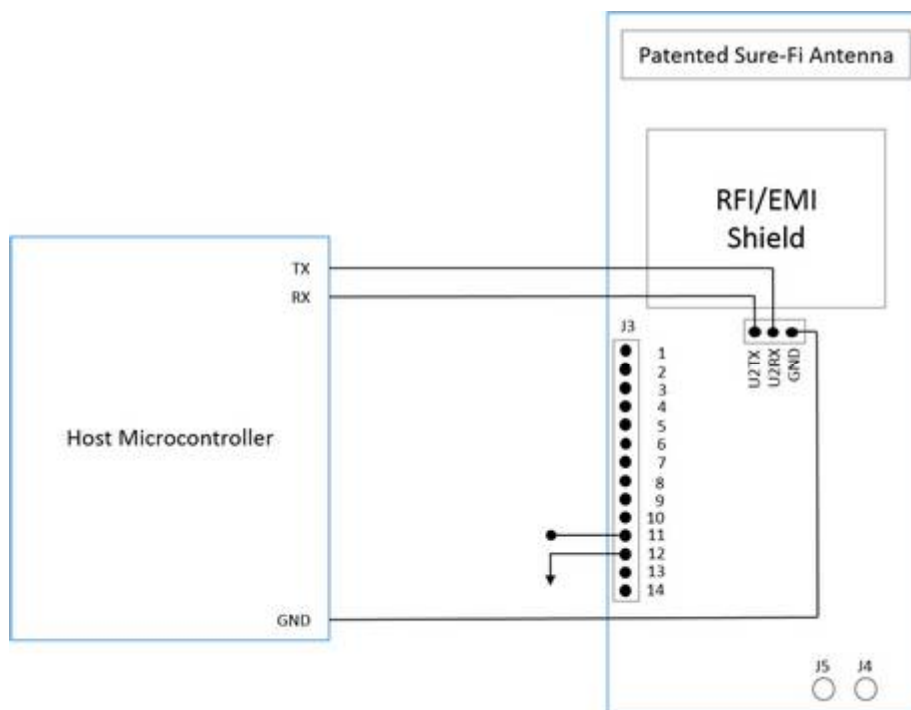 Patented Sure-Fi Antenna
RFI/EMI
Shield
TX
RX
J3
U2TX
U2RX
GND
1
2
3
4
5
6
7
8
9
10
11
12
13
14
Host Microcontroller
GND
J5
J4